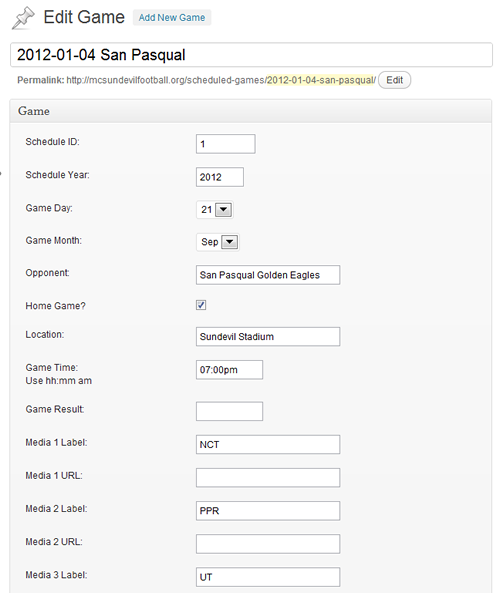 Edit Game Add New Game
2012-01-04 San Pasqual
Permalink: http://mcsundevilfootball.org/scheduled-games/2012-01-04-san-pasqual/ Edit
Game
Schedule ID: 1
Schedule Year: 2012
Game Day: 21
Game Month: Sep
Opponent: San Pasqual Golden Eagles
Home Game?
Location: Sundevil Stadium
Game Time: 07:00pm
Use hh:mm am
Game Result:
Media 1 Label: NCT
Media 1 URL:
Media 2 Label: PPR
Media 2 URL:
Media 3 Label: UT